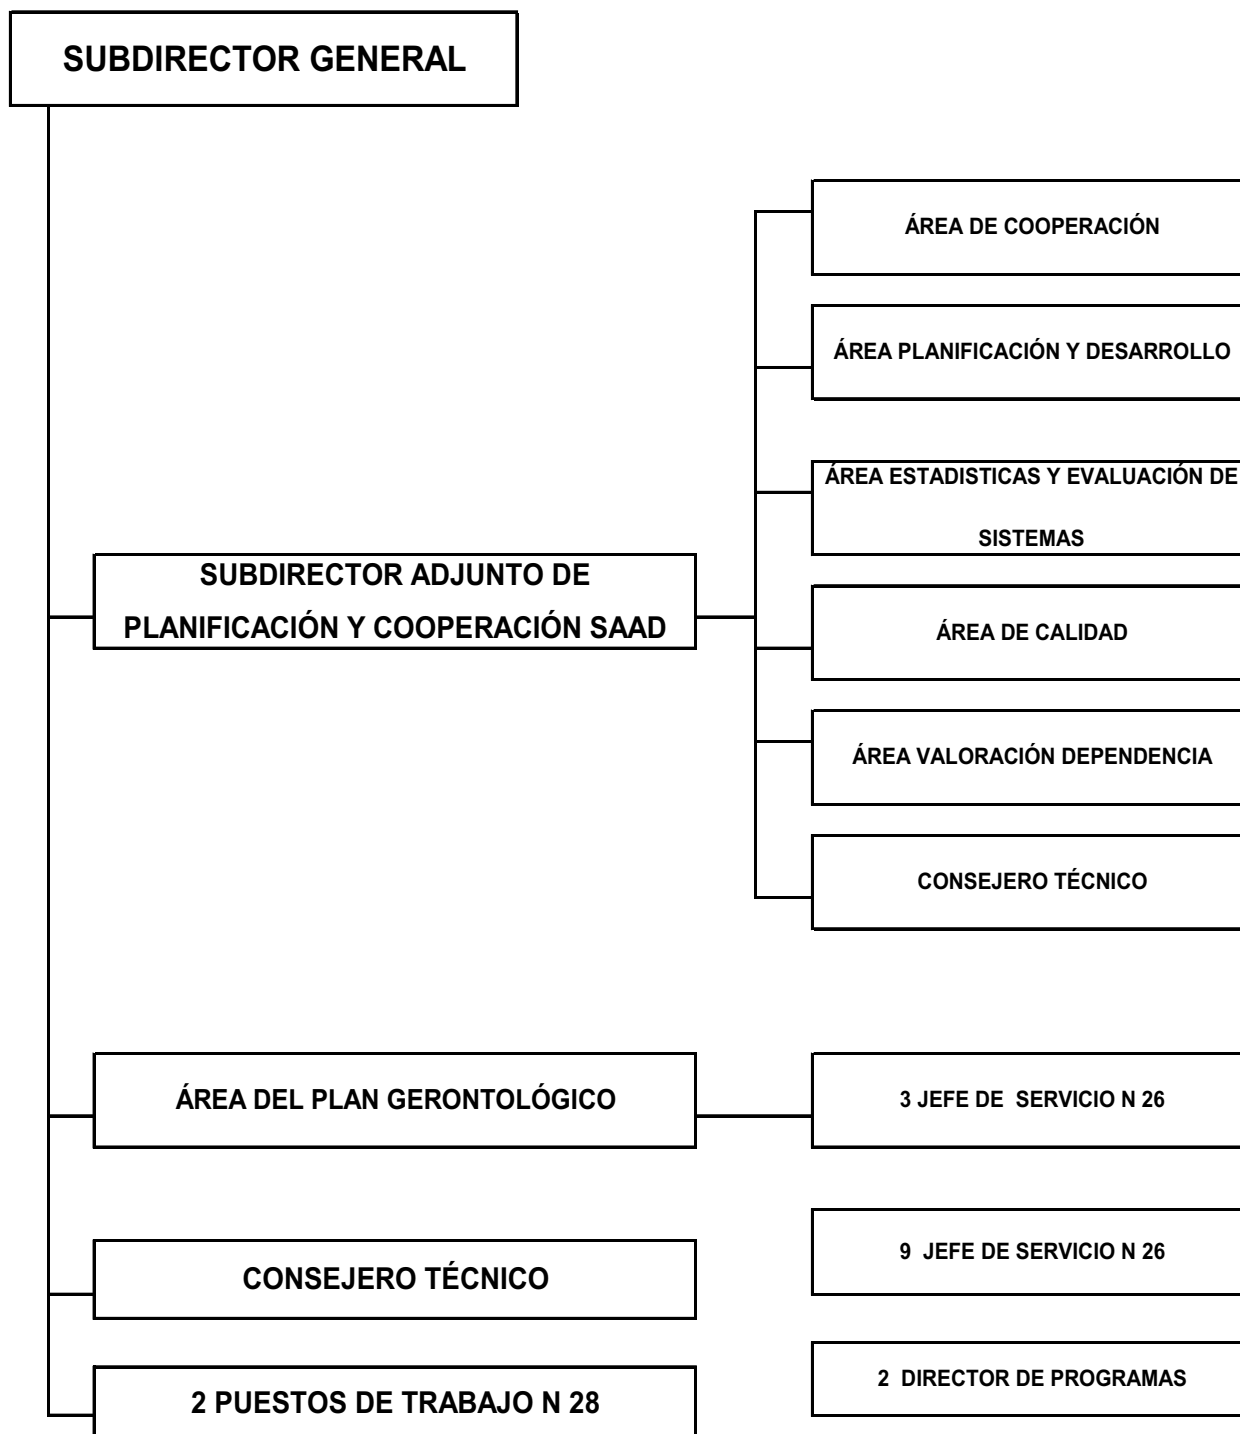 SUBDIRECTOR GENERAL
ÁREA DE COOPERACIÓN
ÁREA PLANIFICACIÓN Y DESARROLLO
ÁREA ESTADISTICAS Y EVALUACIÓN DE
SISTEMAS
SUBDIRECTOR ADJUNTO DE
PLANIFICACIÓN Y COOPERACIÓN SAAD
ÁREA DE CALIDAD
ÁREA VALORACIÓN DEPENDENCIA
CONSEJERO TÉCNICO
ÁREA DEL PLAN GERONTOLÓGICO
3 JEFE DE SERVICIO N 26
9 JEFE DE SERVICIO N 26
CONSEJERO TÉCNICO
2 DIRECTOR DE PROGRAMAS
2 PUESTOS DE TRABAJO N 28